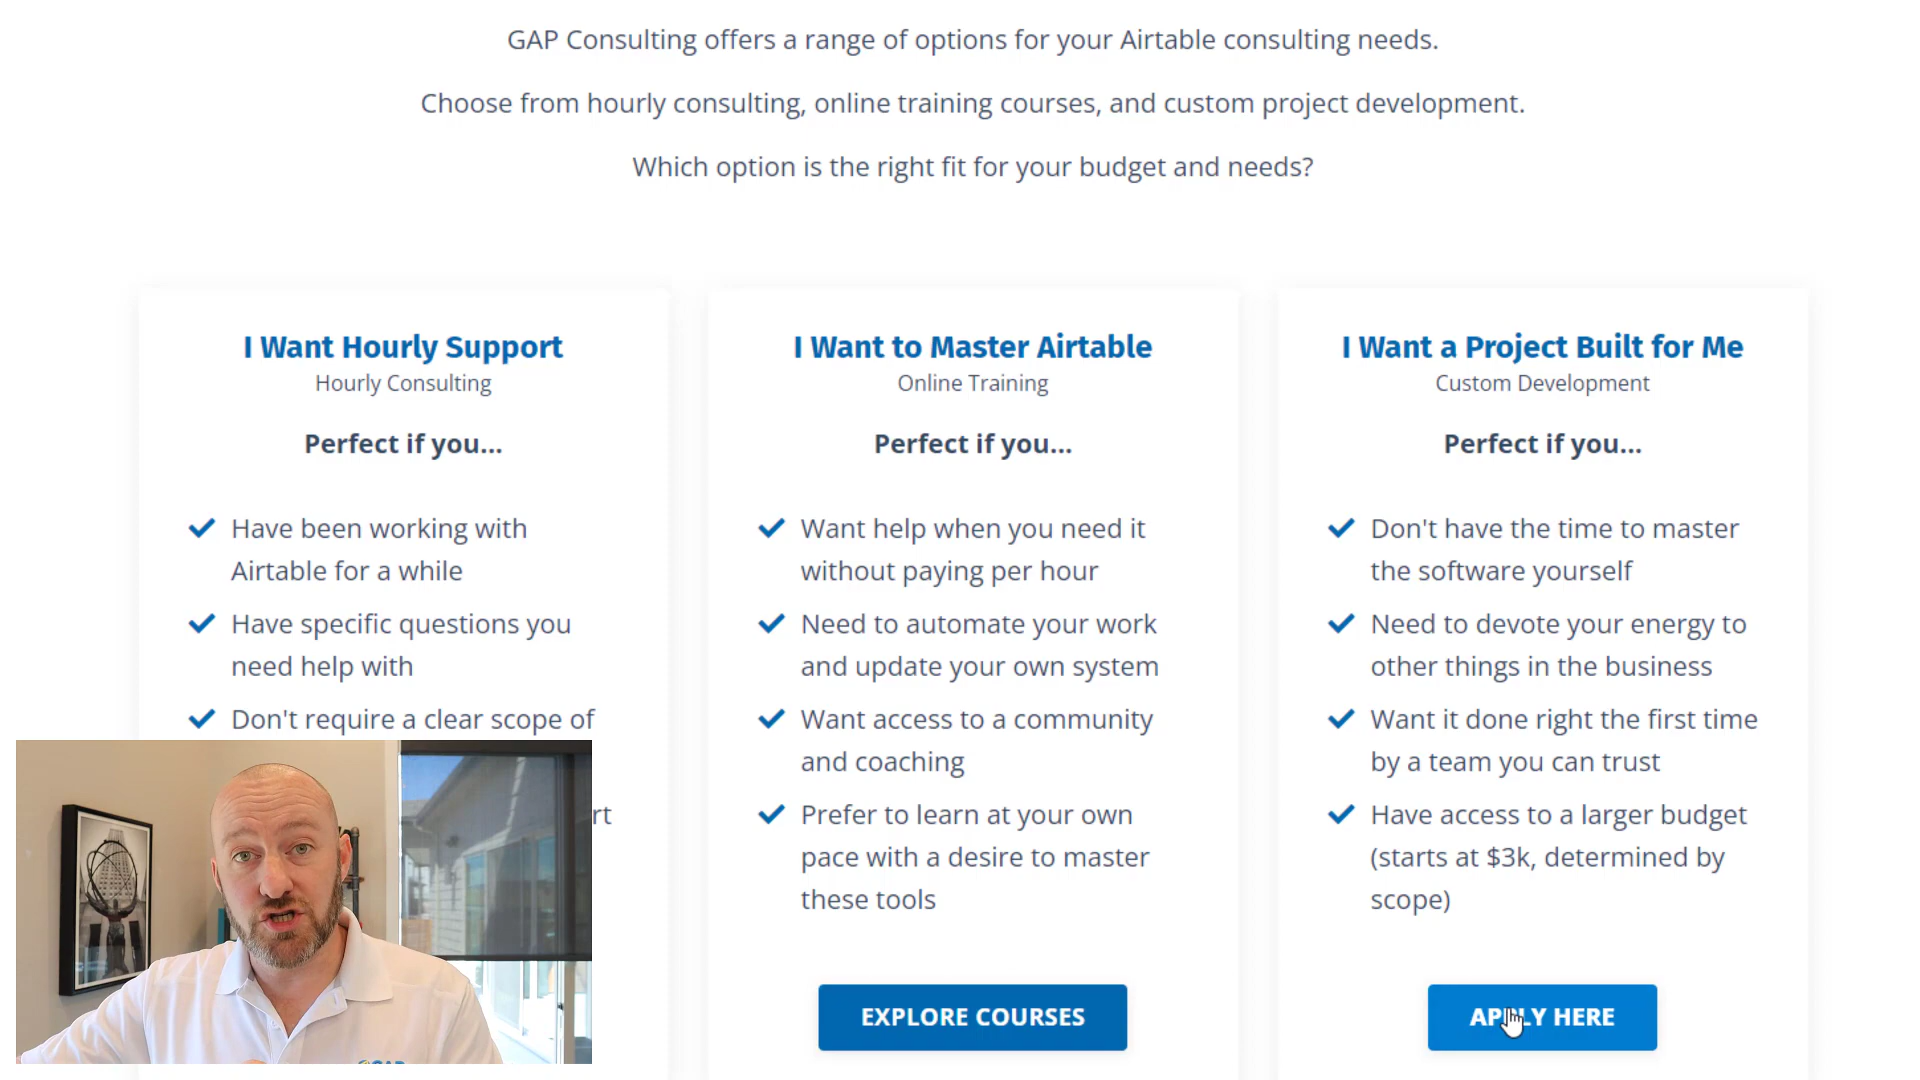 GAP Consulting offers a range of options for your Airtable consulting needs.
Choose from hourly consulting, online training courses, and custom project development.
Which option is the right fit for your budget and needs?
I Want Hourly Support
Hourly Consulting
Perfect if you...
Have been working with
Airtable for a while
Have specific questions you
need help with
Don't require a clear scope of
rt
I Want to Master Airtable
Online Training
Perfect if you...
Want help when you need it
without paying per hour
Need to automate your work
and update your own system
Want access to a community
and coaching
Prefer to learn at your own
pace with a desire to master
these tools
EXPLORE COURSES
I Want a Project Built for Me
Custom Development
Perfect if you...
Don't have the time to master
the software yourself
Need to devote your energy to
other things in the business
Want it done right the first time
by a team you can trust
Have access to a larger budget
(starts at $3k, determined by
scope)
APPLY HERE